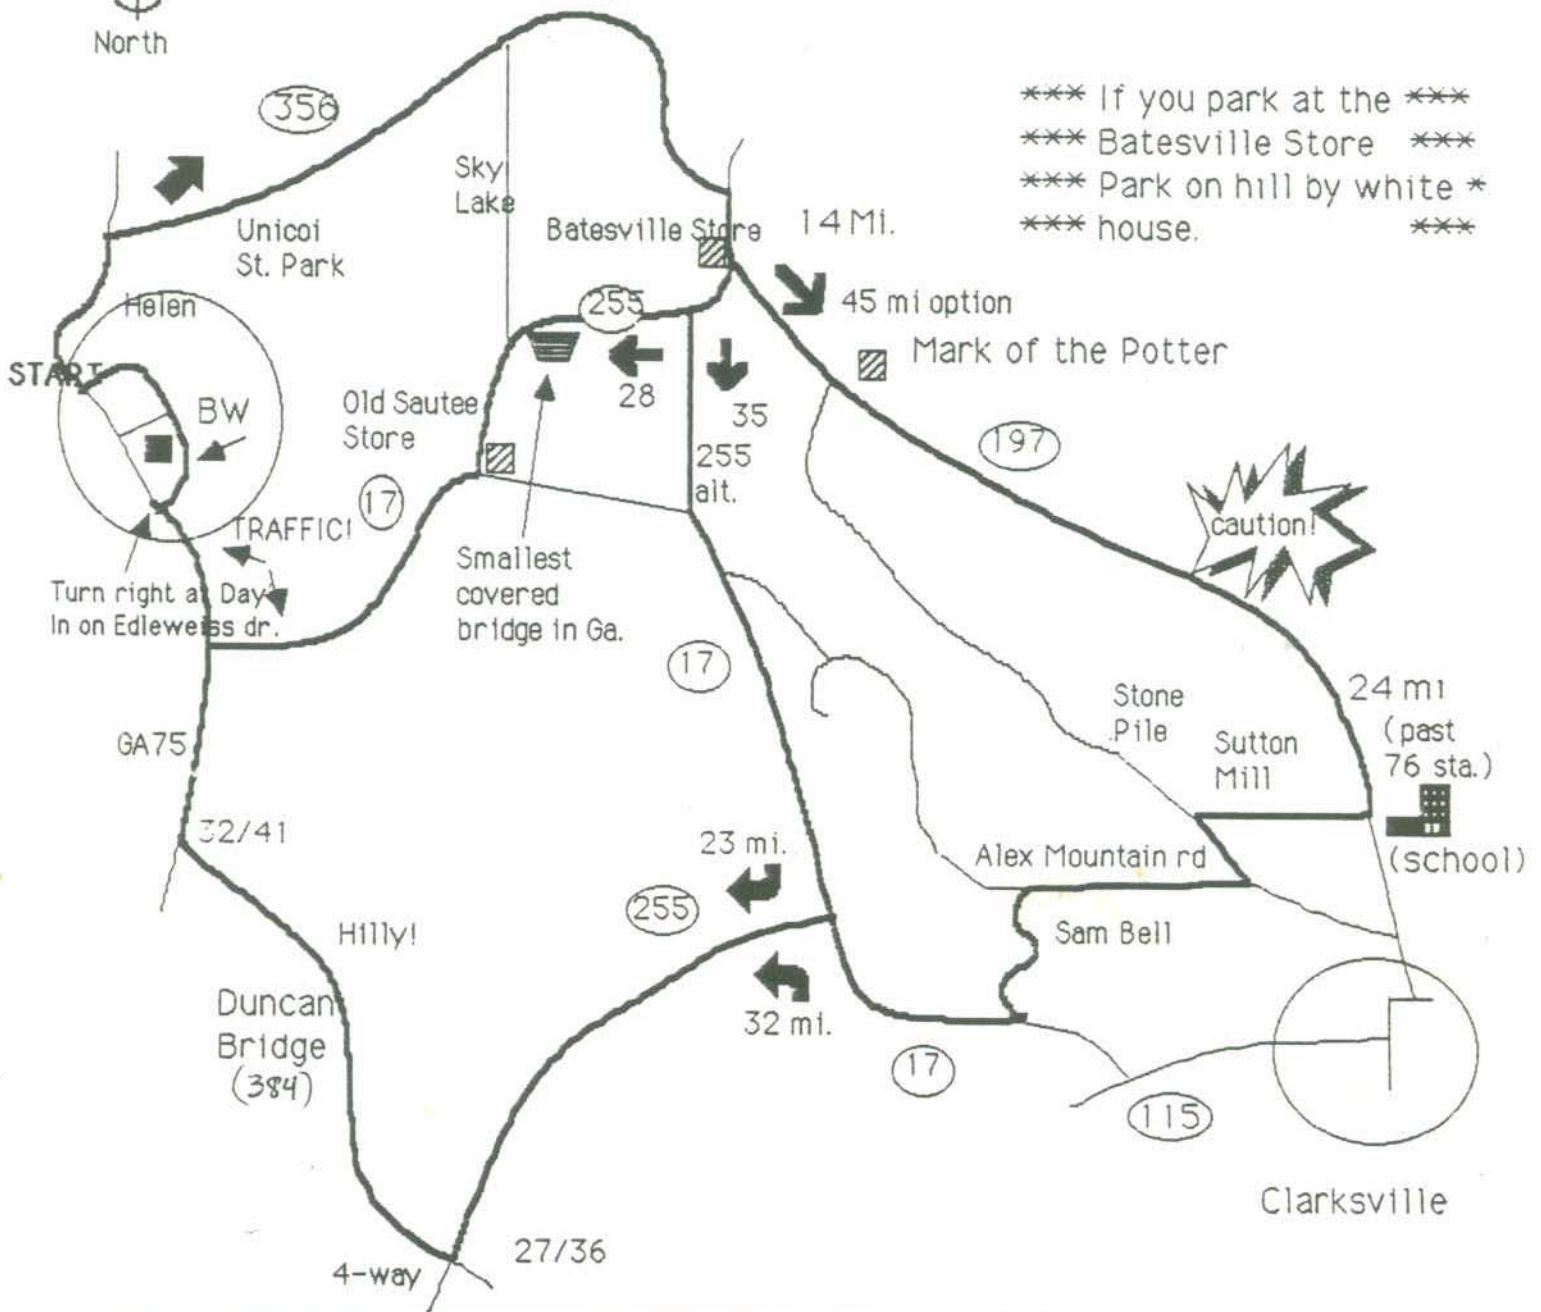 North
356
*** If you park at the ***
*** Batesville Store ***
*** Park on hill by white *
*** house. ***
Sky
Lake
Unicoi
St. Park
Batesville Store
14 Mi.
Helen
255
45 mi option
START
Mark of the Potter
28
35
BW
Old Sautee
Store
197
255
alt.
17
TRAFFIC!
caution!
Smallest
covered
bridge in Ga.
Turn right at Day
In on Edleweiss dr.
17
24 mi
(past
76 sta.)
Stone
Pile
Sutton
Mill
GA75
32/41
23 mi.
Alex Mountain rd
(school)
255
Hilly!
Sam Bell
Duncan
Bridge
(384)
32 mi.
17
115
Clarksville
27/36
4-way